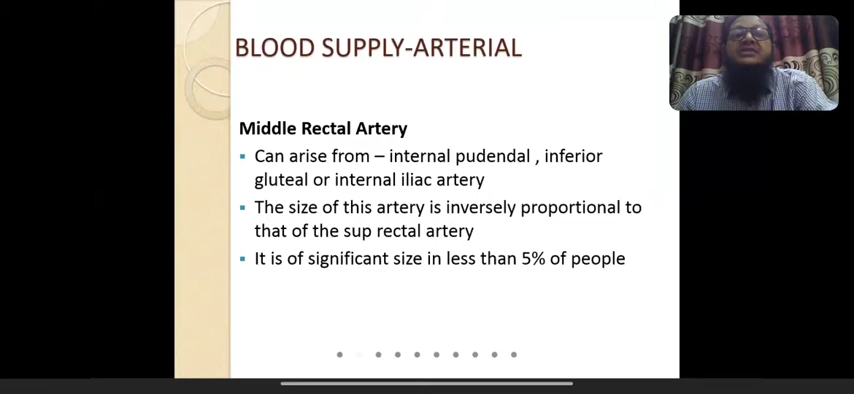 BLOOD SUPPLY-ARTERIAL
Middle Rectal Artery
Can arise from – internal pudendal , inferior
gluteal or internal iliac artery
The size of this artery is inversely proportional to
that of the sup rectal artery
It is of significant size in less than 5% of people